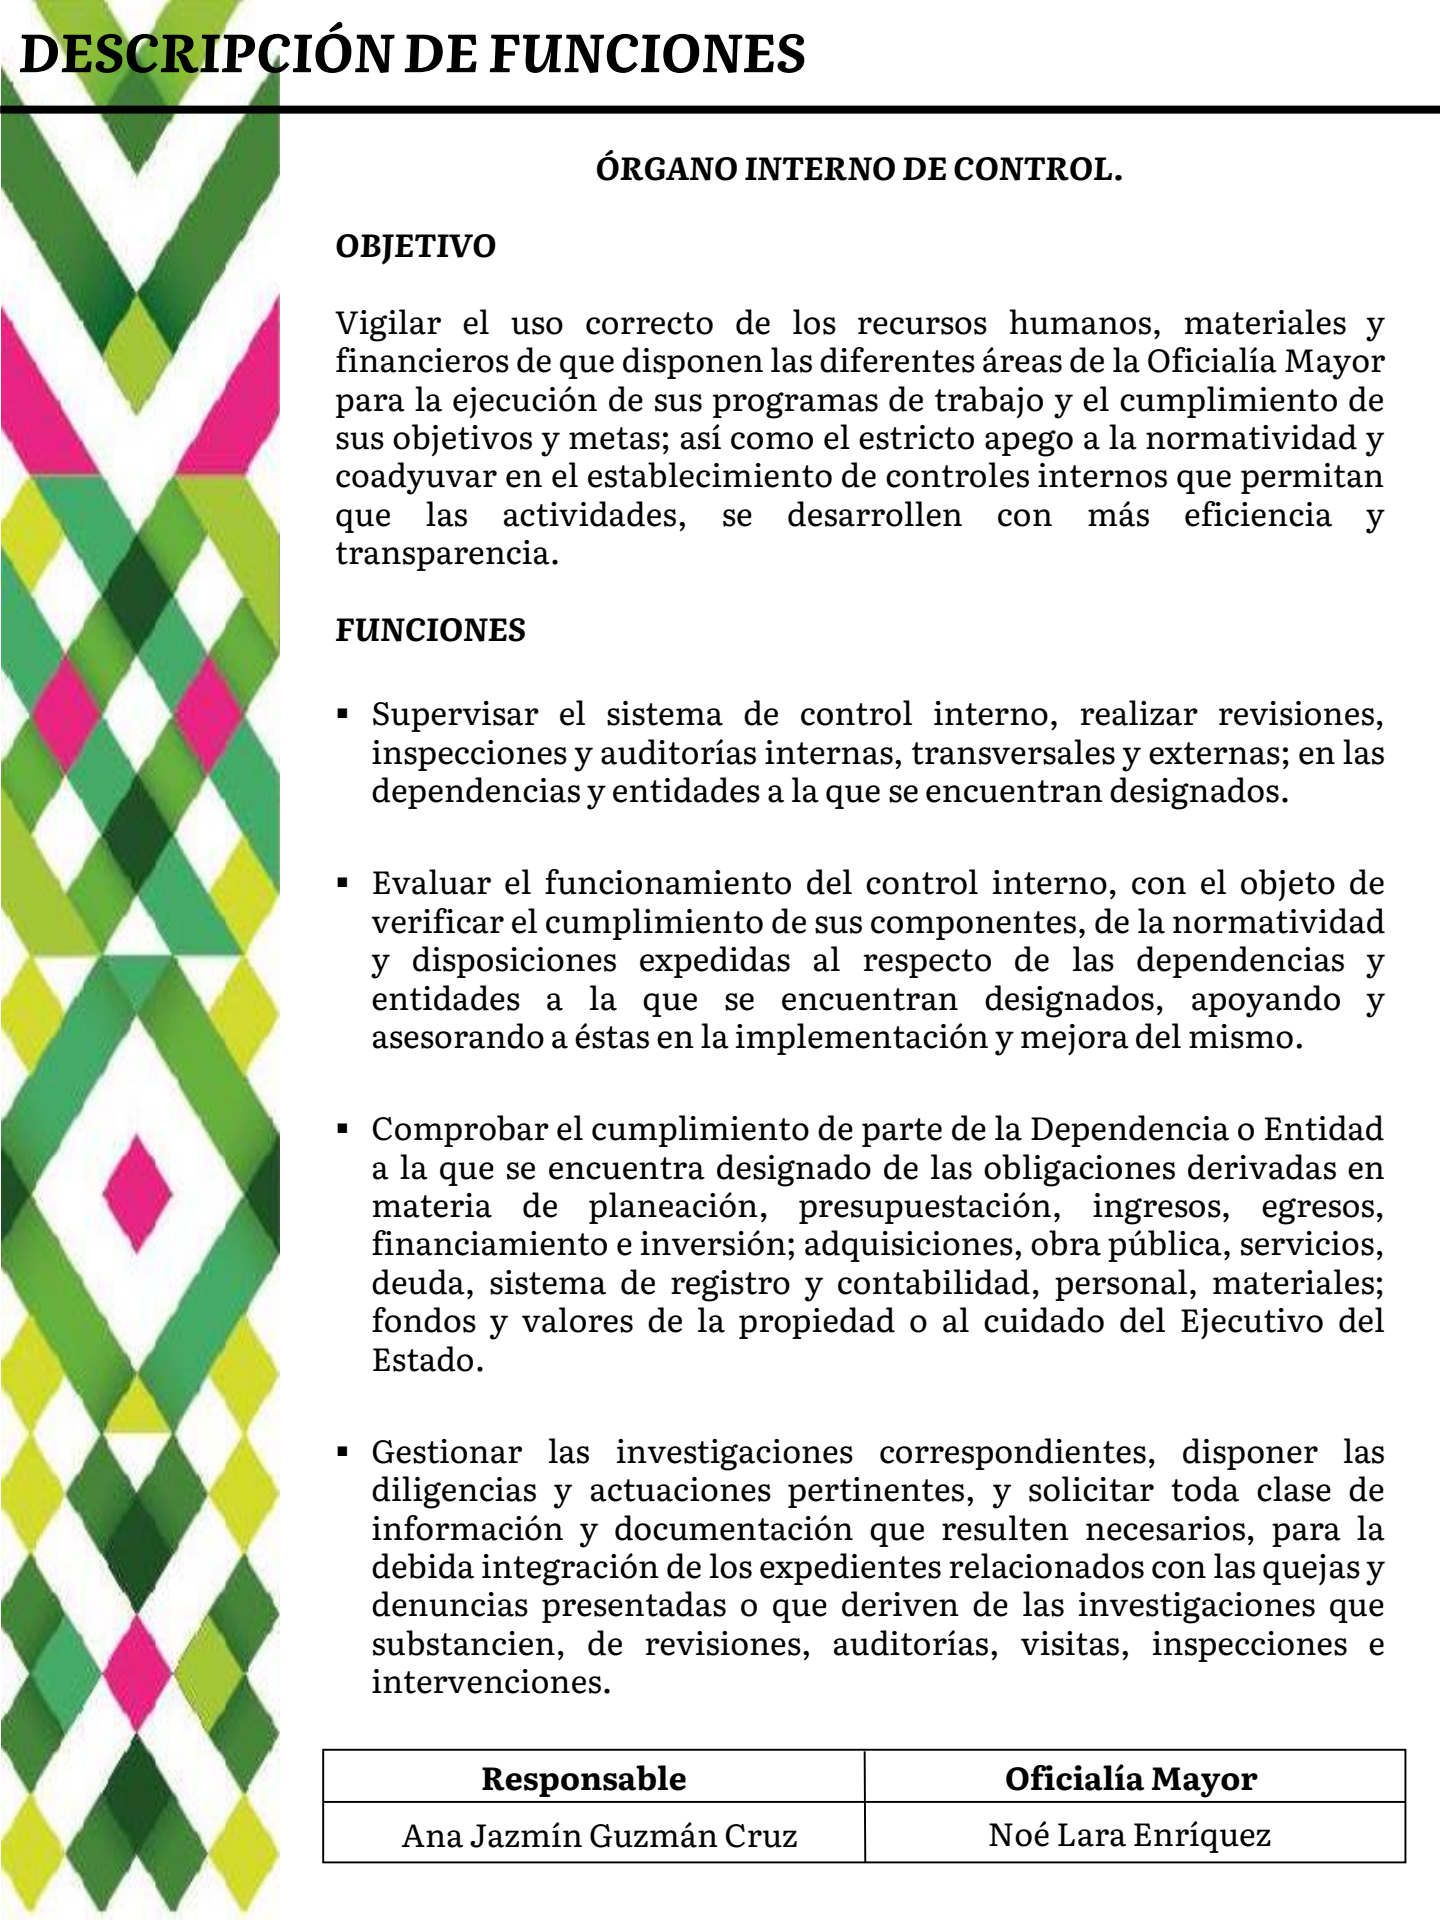 DESCRIPCIÓN DE FUNCIONES
ÓRGANO INTERNO DE CONTROL.
OBJETIVO
Vigilar el uso correcto de los recursos humanos, materiales y
financieros de que disponen las diferentes áreas de la Oficialía Mayor
para la ejecución de sus programas de trabajo y el cumplimiento de
sus objetivos y metas; así como el estricto apego a la normatividad y
coadyuvar en el establecimiento de controles internos que permitan
que las actividades, se desarrollen con más eficiencia y
transparencia.
FUNCIONES
▪ Supervisar el sistema de control interno, realizar revisiones,
inspecciones y auditorías internas, transversales y externas; en las
dependencias y entidades a la que se encuentran designados.
▪ Evaluar el funcionamiento del control interno, con el objeto de
verificar el cumplimiento de sus componentes, de la normatividad
y disposiciones expedidas al respecto de las dependencias y
entidades a la que se encuentran designados, apoyando y
asesorando a éstas en la implementación y mejora del mismo.
▪ Comprobar el cumplimiento de parte de la Dependencia o Entidad
a la que se encuentra designado de las obligaciones derivadas en
materia de planeación, presupuestación, ingresos, egresos,
financiamiento e inversión; adquisiciones, obra pública, servicios,
deuda, sistema de registro y contabilidad, personal, materiales;
fondos y valores de la propiedad o al cuidado del Ejecutivo del
Estado.
▪ Gestionar las investigaciones correspondientes, disponer las
diligencias y actuaciones pertinentes, y solicitar toda clase de
información y documentación que resulten necesarios, para la
debida integración de los expedientes relacionados con las quejas y
denuncias presentadas o que deriven de las investigaciones que
substancien, de revisiones, auditorías, visitas, inspecciones e
intervenciones.
Responsable Oficialía Mayor
Ana Jazmín Guzmán Cruz Noé Lara Enríquez